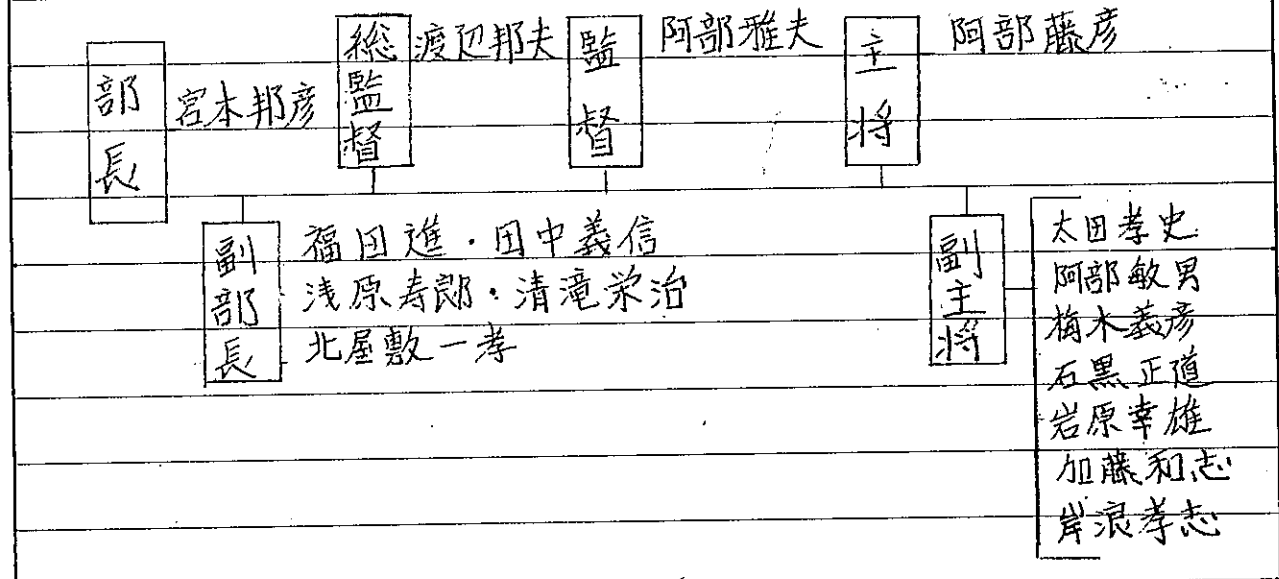 部長 宮本邦彦
総監督 渡辺邦夫
監督 阿部雅夫
主将 阿部藤彦
副部長 福田進・田中義信
浅原寿郎・清滝栄治
北屋敷一孝
副主将 太田孝史
阿部敏男
梅木義彦
石黒正道
岩原幸雄
加藤和志
岸浪孝志